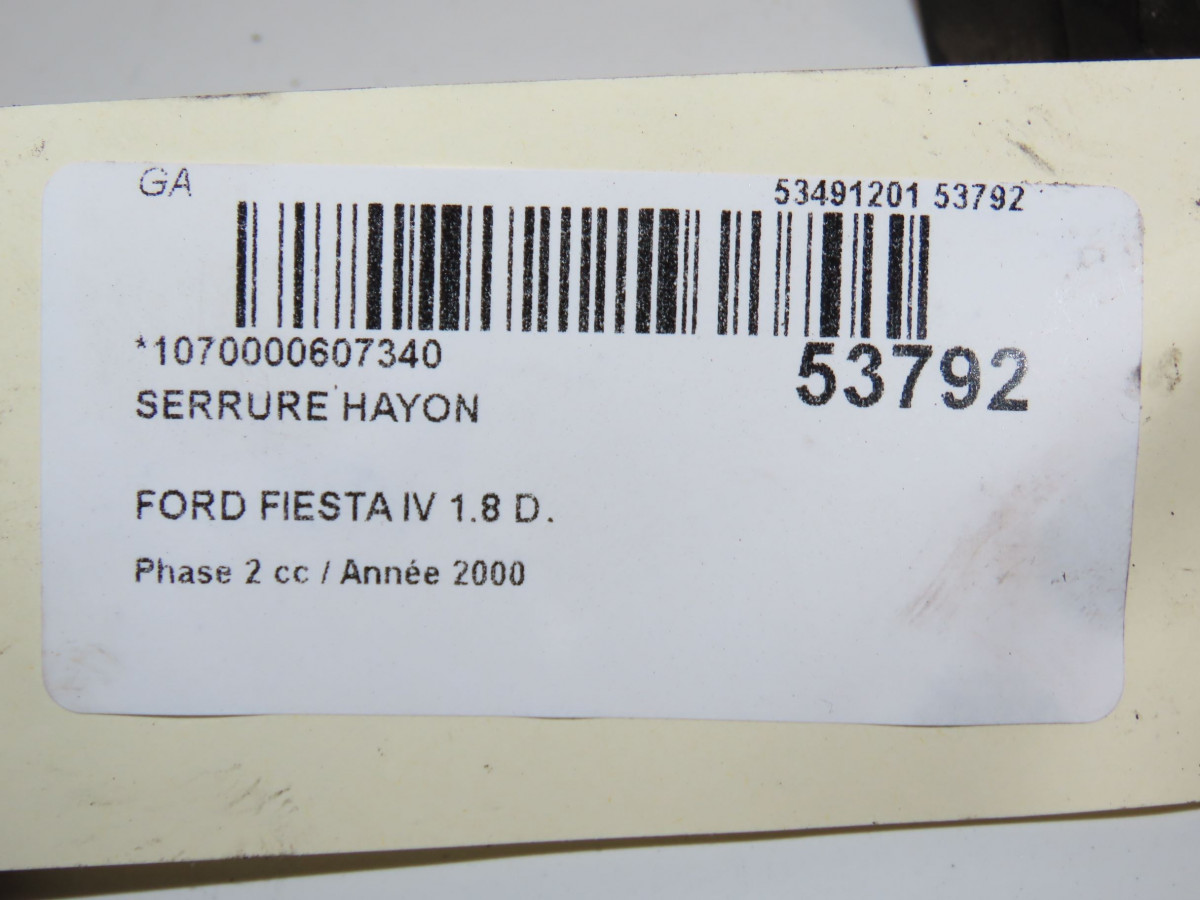 GA
53491201 53792
*1070000607340
53792
SERRURE HAYON
FORD FIESTA IV 1.8 D.
Phase 2 cc / Année 2000